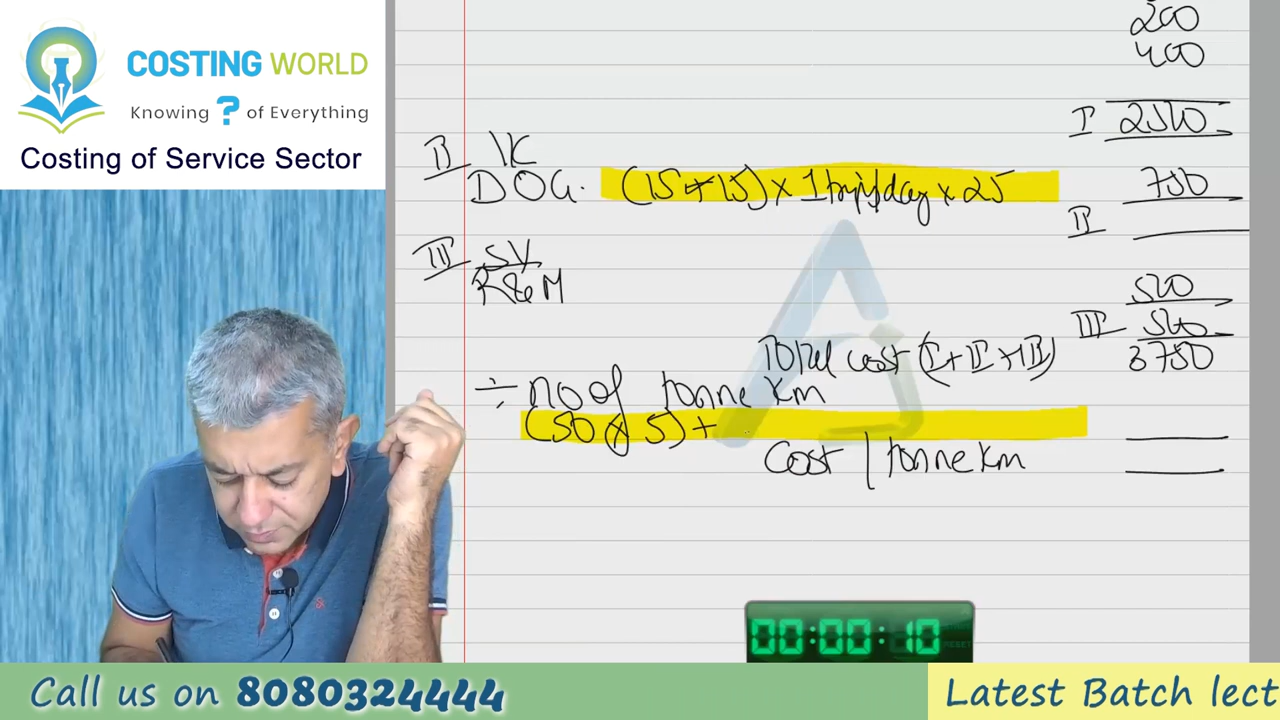 COSTING WORLD
Knowing ? of Everything
Costing of Service Sector
200
400
I 2500
II VC
DOG. (15+15) × 1 trip/day × 25 750
II
III SV
R&M 500
III 500
Total cost (I+II+III) 3750
÷ no of tonne km
(50 × 5) +
Cost | tonne km
00:00:10
Call us on 8080324444
Latest Batch lect